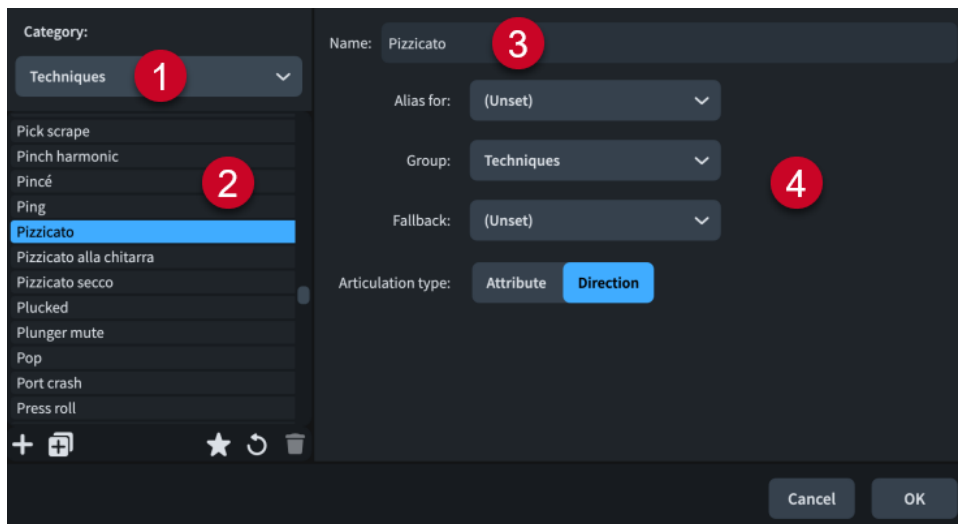 Category:
Techniques
1
Pick scrape
Pinch harmonic
Pincé
2
Ping
Pizzicato
Pizzicato alla chitarra
Pizzicato secco
Plucked
Plunger mute
Pop
Port crash
Press roll
Name: Pizzicato
3
Alias for: (Unset)
Group: Techniques
4
Fallback: (Unset)
Articulation type: Attribute Direction
Cancel OK